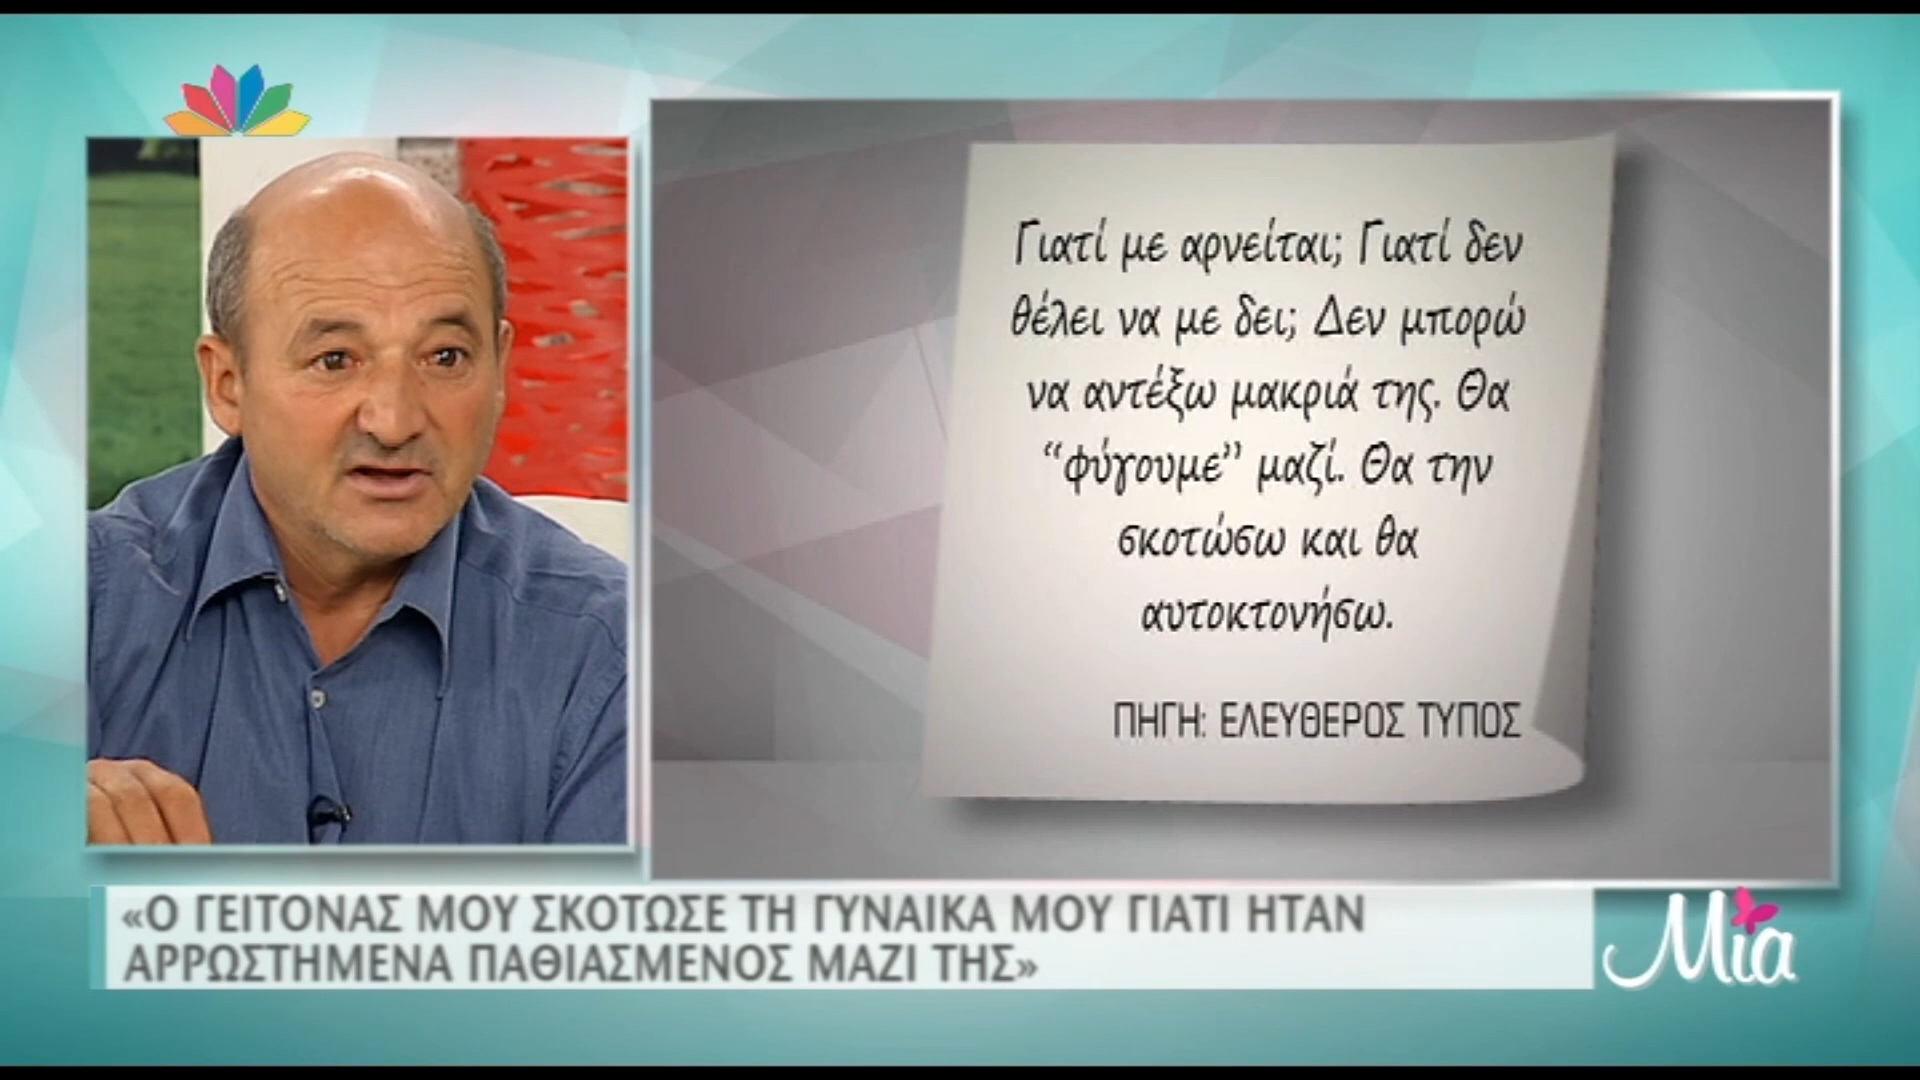 Γιατί με αρνείται; Γιατί δεν
θέλει να με δει; Δεν μπορώ
να αντέξω μακριά της. Θα
“φύγουμε” μαζί. Θα την
σκοτώσω και θα
αυτοκτονήσω.
ΠΗΓΗ: ΕΛΕΥΘΕΡΟΣ ΤΥΠΟΣ
«Ο ΓΕΙΤΟΝΑΣ ΜΟΥ ΣΚΟΤΩΣΕ ΤΗ ΓΥΝΑΙΚΑ ΜΟΥ ΓΙΑΤΙ ΗΤΑΝ
ΑΡΡΩΣΤΗΜΕΝΑ ΠΑΘΙΑΣΜΕΝΟΣ ΜΑΖΙ ΤΗΣ»
Μία